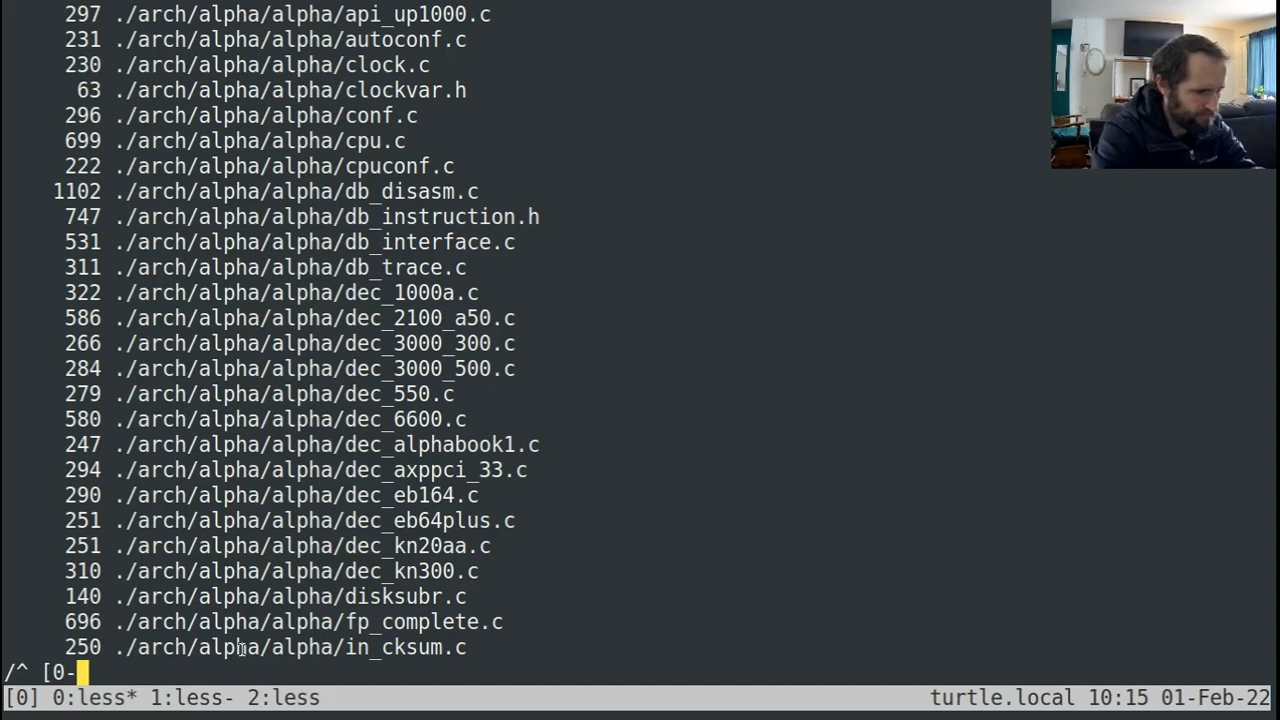 297 ./arch/alpha/alpha/api_up1000.c
231 ./arch/alpha/alpha/autoconf.c
230 ./arch/alpha/alpha/clock.c
63 ./arch/alpha/alpha/clockvar.h
296 ./arch/alpha/alpha/conf.c
699 ./arch/alpha/alpha/cpu.c
222 ./arch/alpha/alpha/cpuconf.c
1102 ./arch/alpha/alpha/db_disasm.c
747 ./arch/alpha/alpha/db_instruction.h
531 ./arch/alpha/alpha/db_interface.c
311 ./arch/alpha/alpha/db_trace.c
322 ./arch/alpha/alpha/dec_1000a.c
586 ./arch/alpha/alpha/dec_2100_a50.c
266 ./arch/alpha/alpha/dec_3000_300.c
284 ./arch/alpha/alpha/dec_3000_500.c
279 ./arch/alpha/alpha/dec_550.c
580 ./arch/alpha/alpha/dec_6600.c
247 ./arch/alpha/alpha/dec_alphabook1.c
294 ./arch/alpha/alpha/dec_axppci_33.c
290 ./arch/alpha/alpha/dec_eb164.c
251 ./arch/alpha/alpha/dec_eb64plus.c
251 ./arch/alpha/alpha/dec_kn20aa.c
310 ./arch/alpha/alpha/dec_kn300.c
140 ./arch/alpha/alpha/disksubr.c
696 ./arch/alpha/alpha/fp_complete.c
250 ./arch/alpha/alpha/in_cksum.c
/^ [0-
[0] 0:less* 1:less- 2:less turtle.local 10:15 01-Feb-22